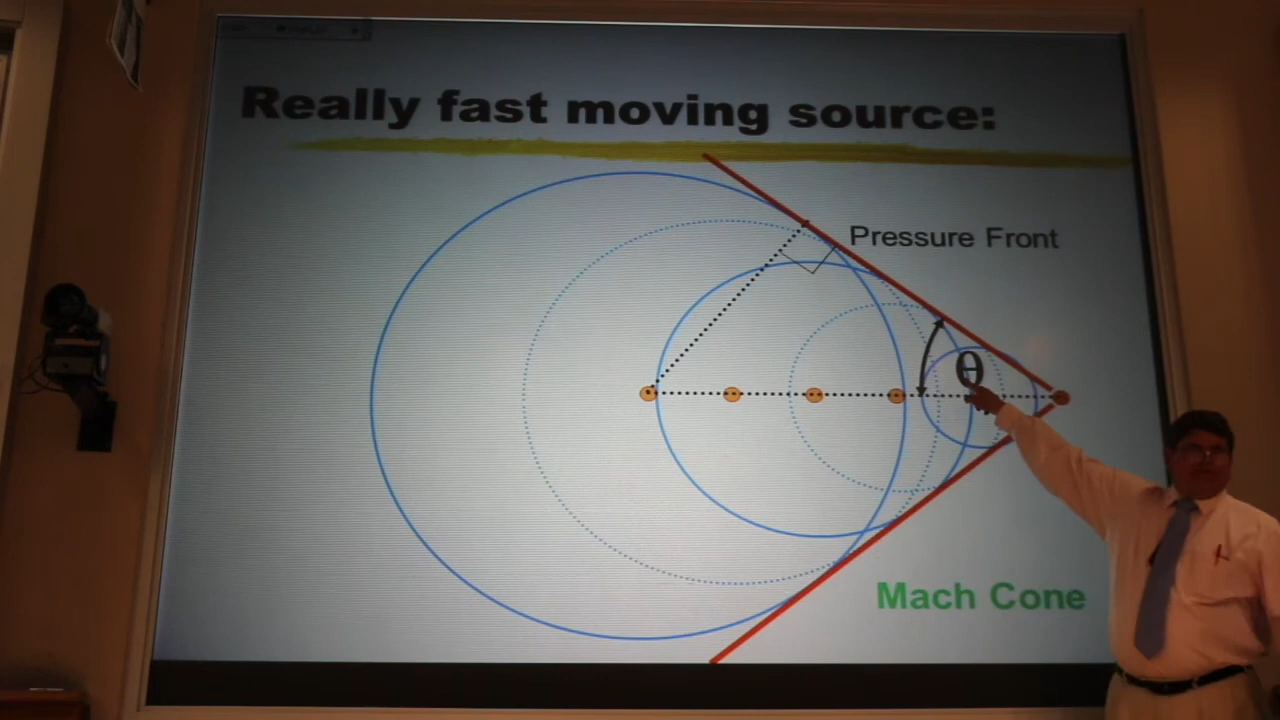 Really fast moving source:
Pressure Front
θ
Mach Cone